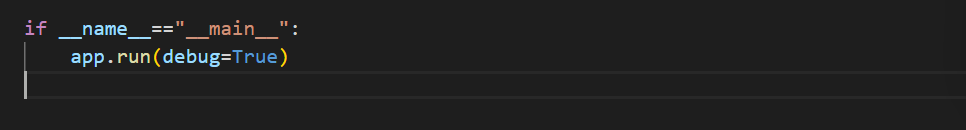 if __name__=="__main__":
    app.run(debug=True)